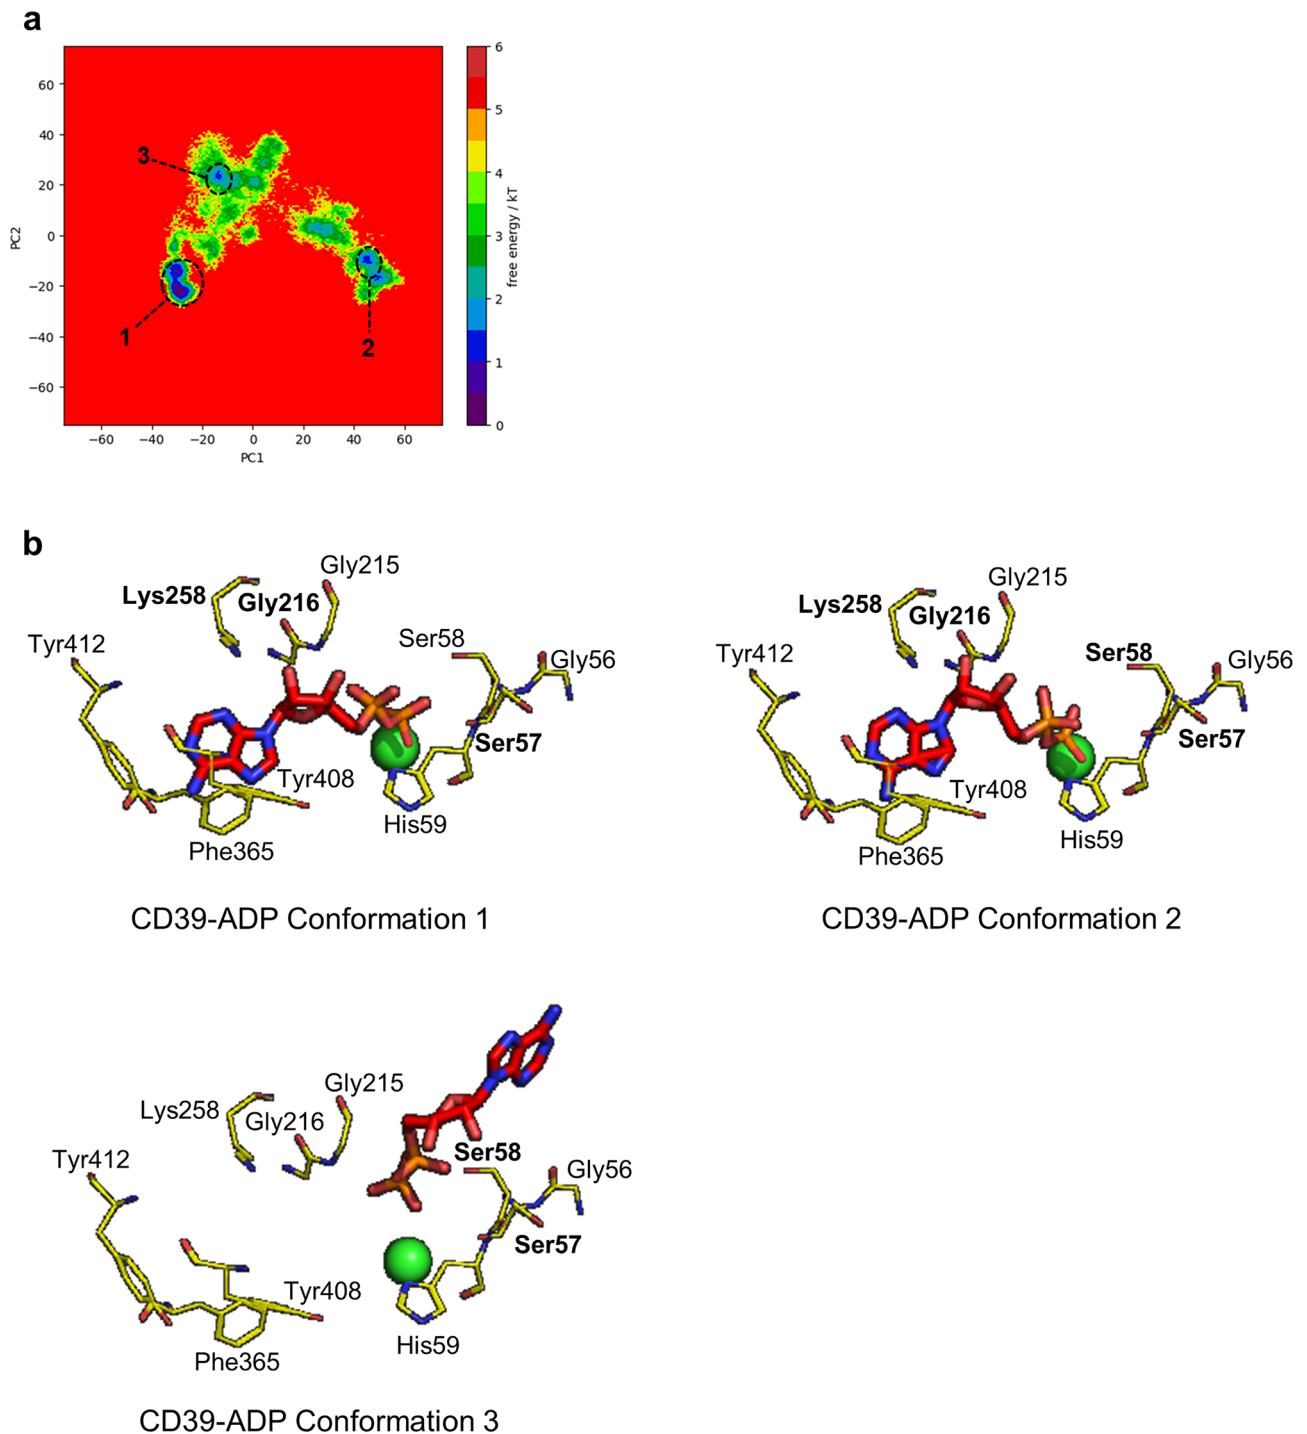 a
60
40
20
0
−20
−40
−60
PC2
−60
−40
−20
0
20
40
60
PC1
3
1
2
6
5
4
3
2
1
0
free energy / kT
b
Gly215
Lys258
Gly216
Tyr412
Ser58
Gly56
Ser57
Tyr408
His59
Phe365
CD39-ADP Conformation 1
Gly215
Lys258
Gly216
Tyr412
Ser58
Gly56
Ser57
Tyr408
His59
Phe365
CD39-ADP Conformation 2
Gly215
Lys258
Gly216
Tyr412
Ser58
Gly56
Ser57
Tyr408
His59
Phe365
CD39-ADP Conformation 3